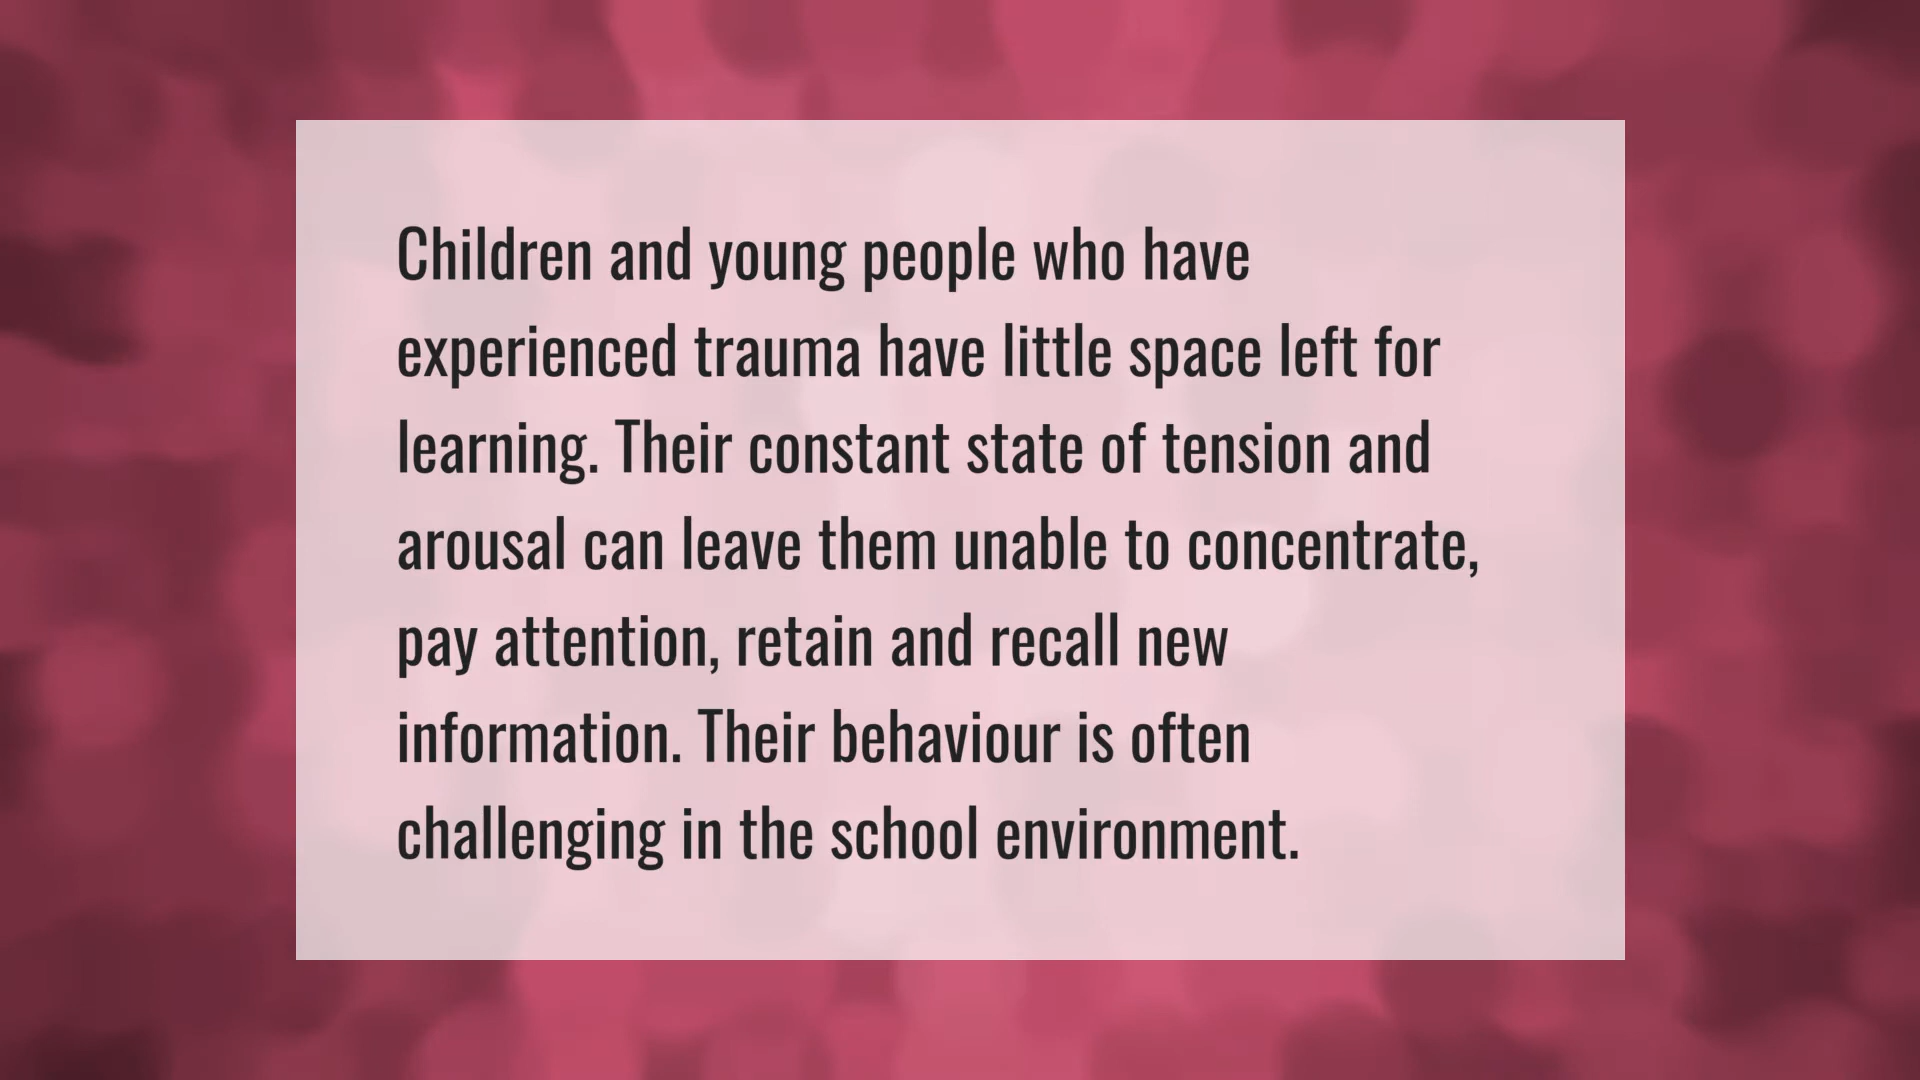 Children and young people who have
experienced trauma have little space left for
learning. Their constant state of tension and
arousal can leave them unable to concentrate,
pay attention, retain and recall new
information. Their behaviour is often
challenging in the school environment.